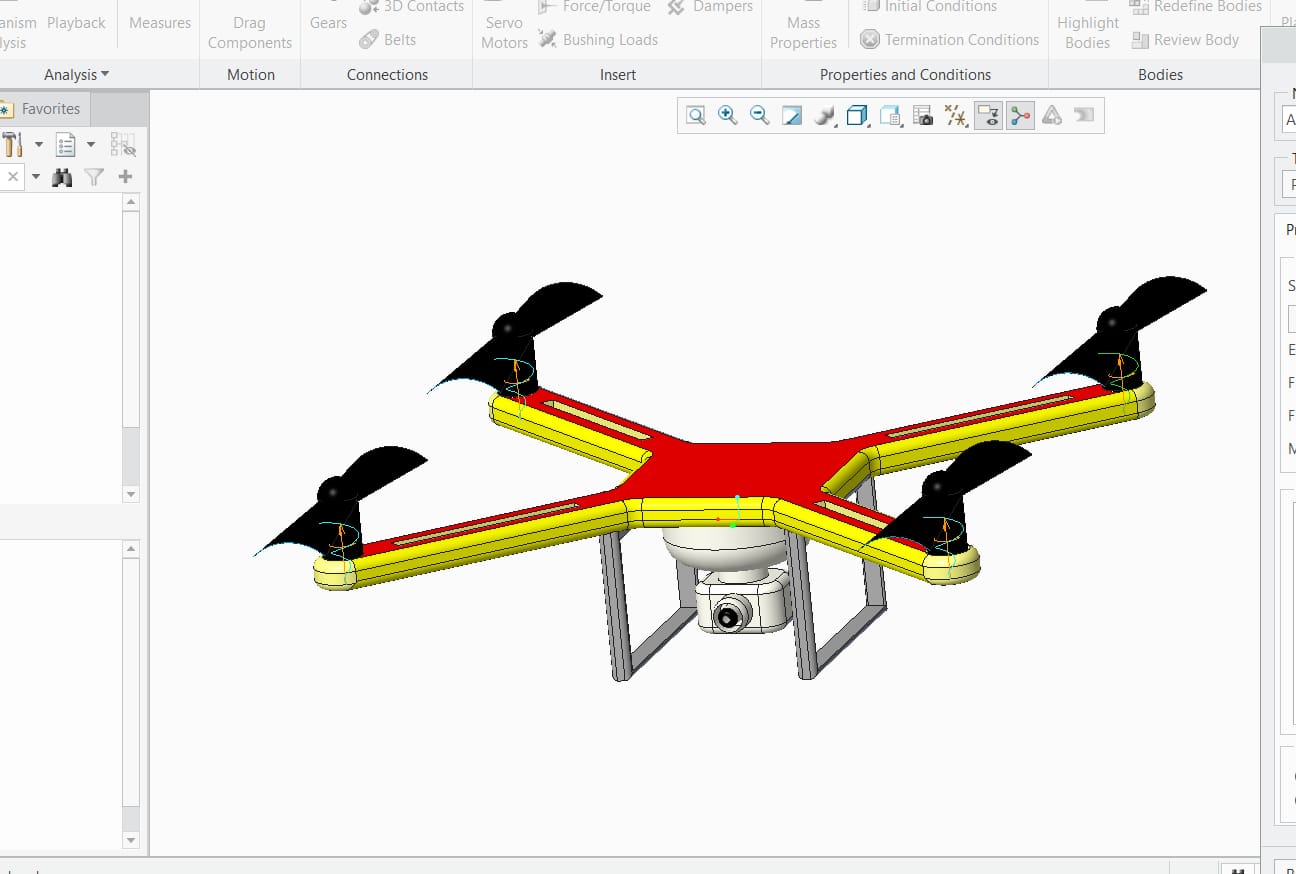 3D Contacts
Force/Torque
Dampers
Initial Conditions
Redefine Bodies
anism
Playback
Measures
Drag
Components
Gears
Belts
Servo
Motors
Bushing Loads
Mass
Properties
Termination Conditions
Highlight
Bodies
Review Body
lysis
Analysis
Motion
Connections
Insert
Properties and Conditions
Bodies
Favorites
A
Pr
S
E
F
F
M